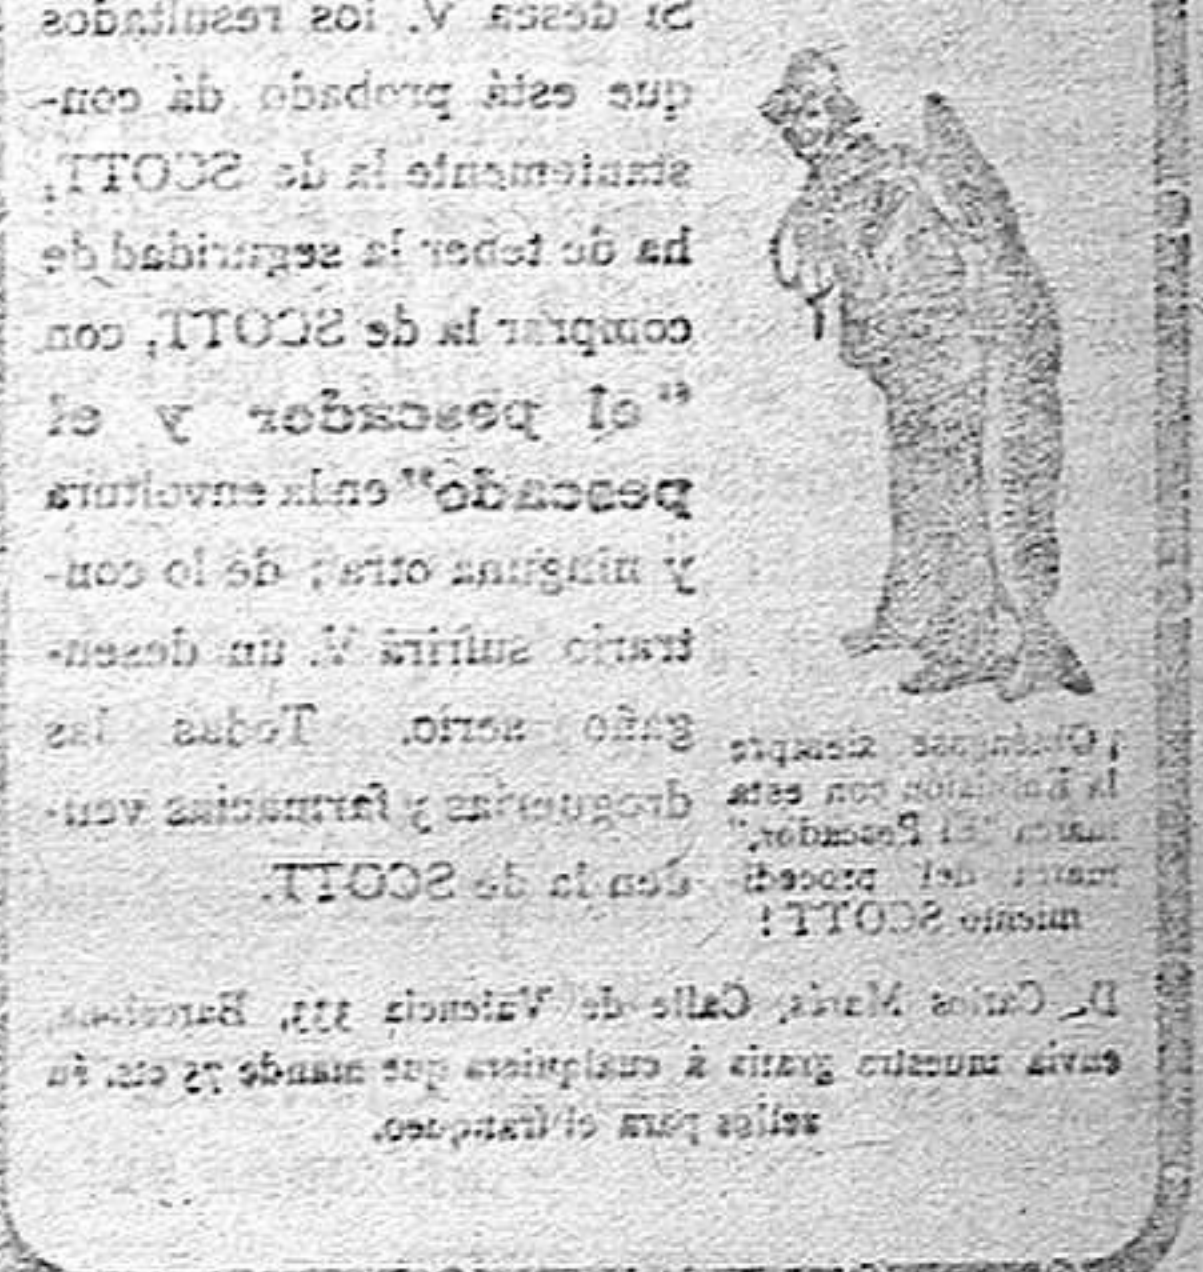 Si desea V. los resultados
que está probado dá con-
stantemente la de SCOTT,
ha de tener la seguridad de
comprar la de SCOTT, con
"el pescador y el
pescado" en la envoltura
y ninguna otra; de lo con-
trario sufrirá V. un desen-
gaño serio. Todas las
droguerías y farmacias ven-
den la de SCOTT.
¡Obténgase siempre
la Emulsión con esta
marca "El Pescador,"
marca del procedi-
miento SCOTT!
D. Carlos Marés, Calle de Valencia 333, Barcelona,
envia muestra gratis á cualquiera que mande 75 cts. en
sellos para el franqueo.